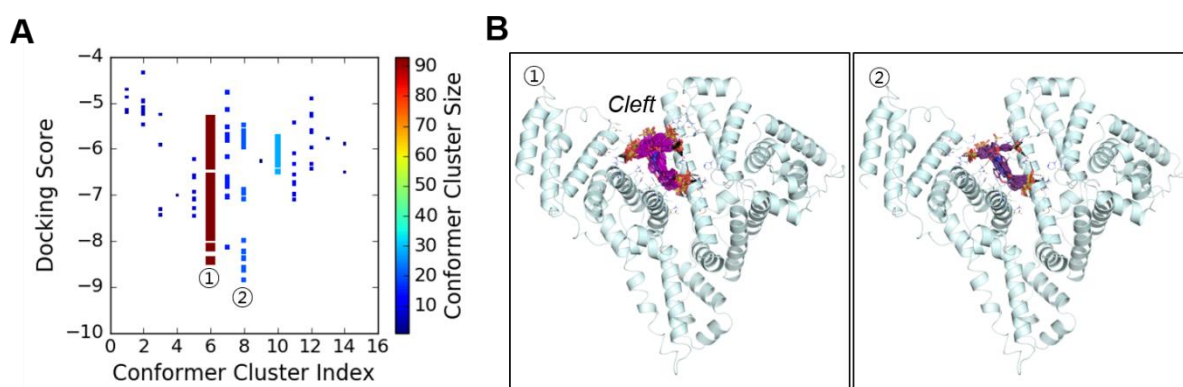 A
Docking Score
−4
−5
−6
−7
−8
−9
−10
0 2 4 6 8 10 12 14 16
Conformer Cluster Index
①
②
90
80
70
60
50
40
30
20
10
Conformer Cluster Size
B
①
Cleft
②